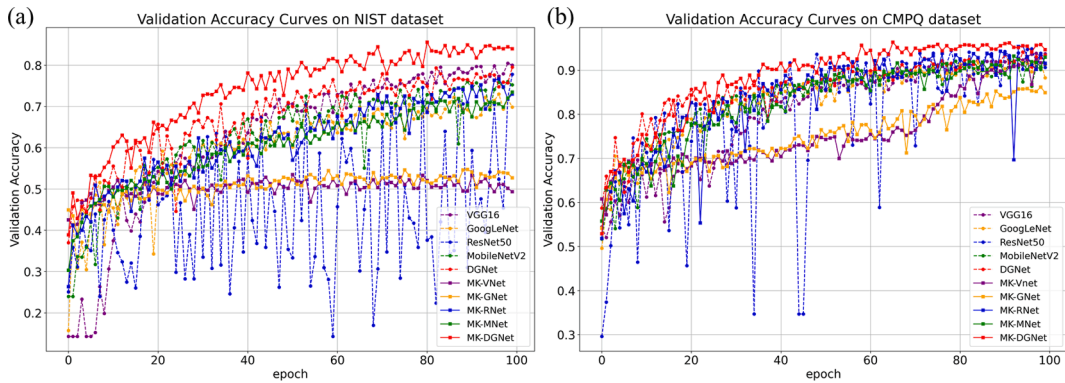 (a)
Validation Accuracy Curves on NIST dataset
Validation Accuracy
0.8
0.7
0.6
0.5
0.4
0.3
0.2
0
20
40
60
80
100
epoch
VGG16
GoogLeNet
ResNet50
MobileNetV2
DGNet
MK-VNet
MK-GNet
MK-RNet
MK-MNet
MK-DGNet
(b)
Validation Accuracy Curves on CMPQ dataset
Validation Accuracy
0.9
0.8
0.7
0.6
0.5
0.4
0.3
0
20
40
60
80
100
epoch
VGG16
GoogLeNet
ResNet50
MobileNetV2
DGNet
MK-Vnet
MK-GNet
MK-RNet
MK-MNet
MK-DGNet